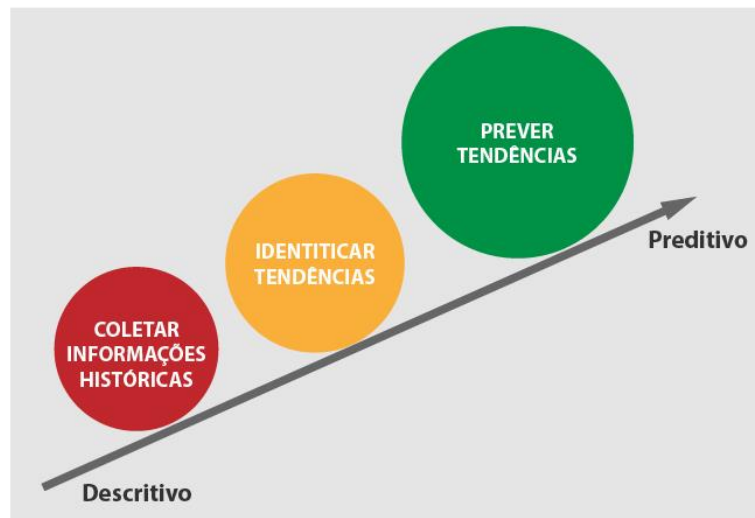 PREVER
TENDÊNCIAS
IDENTITICAR
TENDÊNCIAS
COLETAR
INFORMAÇÕES
HISTÓRICAS
Preditivo
Descritivo